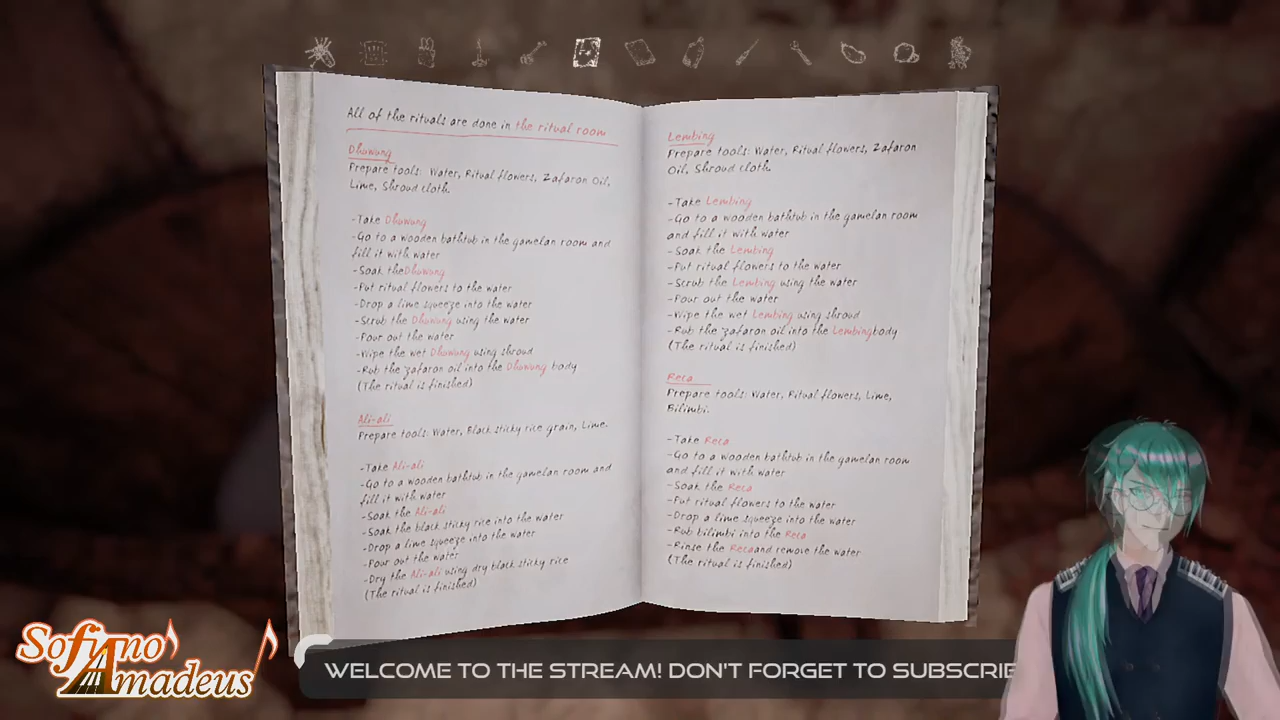 All of the rituals are done in the ritual room
Dhuwung
Prepare tools: Water, Ritual flowers, Zafaron Oil,
Lime, Shroud cloth.
-Take Dhuwung
-Go to a wooden bathtub in the gamelan room and
fill it with water
-Soak theDhuwung
-Put ritual flowers to the water
-Drop a lime squeeze into the water
-Scrub the Dhuwung using the water
-Pour out the water
-Wipe the wet Dhuwung using shroud
-Rub the zafaron oil into the Dhuwung body
(The ritual is finished)
Ali-ali
Prepare tools: Water, Black sticky rice grain, Lime.
-Take Ali-ali
-Go to a wooden bathtub in the gamelan room and
fill it with water
-Soak the Ali-ali
-Soak the black sticky rice into the water
-Drop a lime squeeze into the water
-Pour out the water
-Dry the Ali-ali using dry black sticky rice
(The ritual is finished)
Lembing
Prepare tools: Water, Ritual flowers, Zafaron
Oil, Shroud cloth.
-Take Lembing
-Go to a wooden bathtub in the gamelan room
and fill it with water
-Soak the Lembing
-Put ritual flowers to the water
-Scrub the Lembing using the water
-Pour out the water
-Wipe the wet Lembing using shroud
-Rub the zafaron oil into the Lembingbody
(The ritual is finished)
Reca
Prepare tools: Water, Ritual flowers, Lime,
Bilimbi.
-Take Reca
-Go to a wooden bathtub in the gamelan room
and fill it with water
-Soak the Reca
-Put ritual flowers to the water
-Drop a lime squeeze into the water
-Rub bilimbi into the Reca
-Rinse the Recaand remove the water
(The ritual is finished)
Sofiano
Amadeus
WELCOME TO THE STREAM! DON'T FORGET TO SUBSCRIE